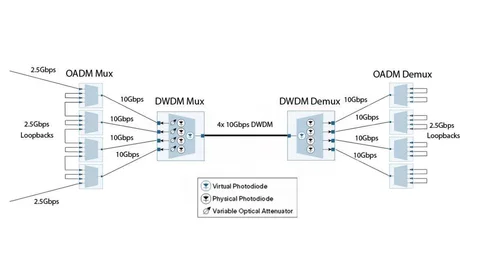 2.5Gbps
OADM Mux
OADM Demux
10Gbps
DWDM Mux
DWDM Demux
10Gbps
4x 10Gbps DWDM
2.5Gbps
Loopbacks
10Gbps
10Gbps
2.5Gbps
Loopbacks
10Gbps
10Gbps
10Gbps
10Gbps
2.5Gbps
Virtual Photodiode
Physical Photodiode
Variable Optical Attenuator